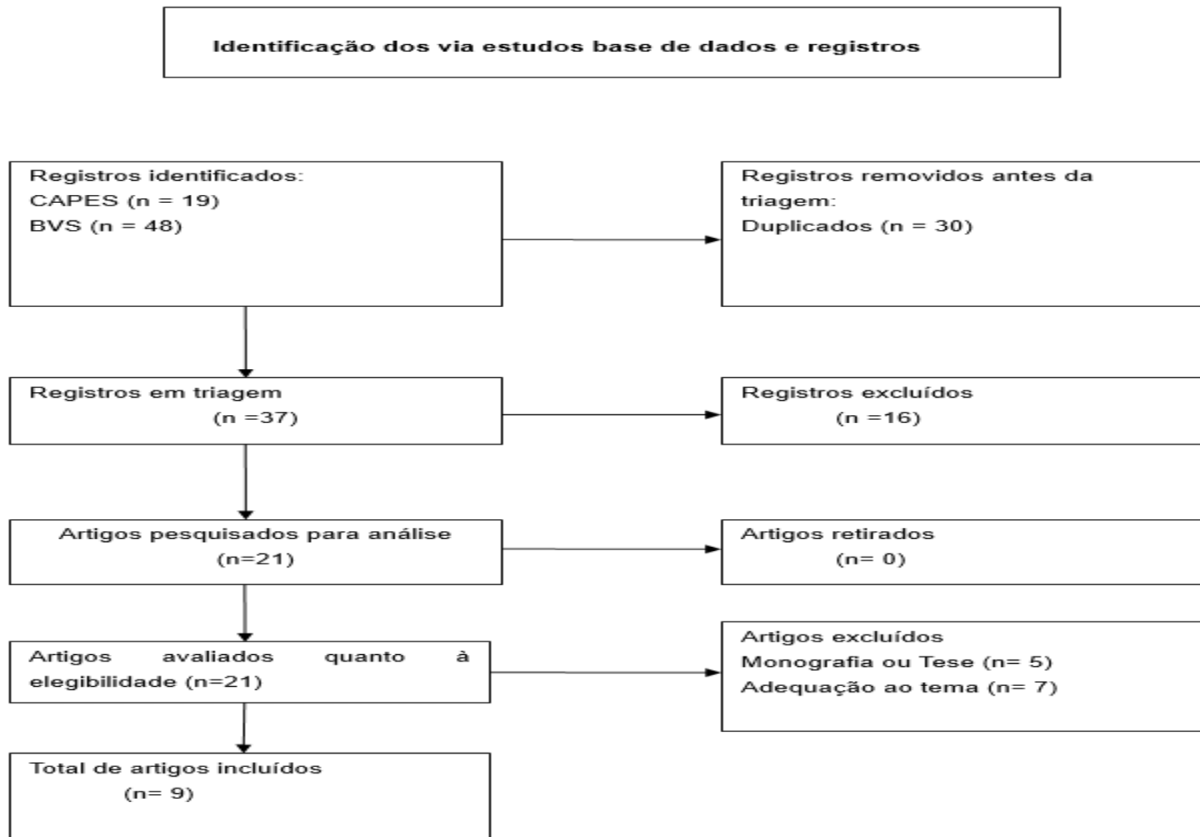 Identificação dos via estudos base de dados e registros
Registros identificados:
CAPES (n = 19)
BVS (n = 48)
Registros removidos antes da
triagem:
Duplicados (n = 30)
Registros em triagem
(n =37)
Registros excluídos
(n =16)
Artigos pesquisados para análise
(n=21)
Artigos retirados
(n= 0)
Artigos avaliados quanto à
elegibilidade (n=21)
Artigos excluídos
Monografia ou Tese (n= 5)
Adequação ao tema (n= 7)
Total de artigos incluídos
(n= 9)